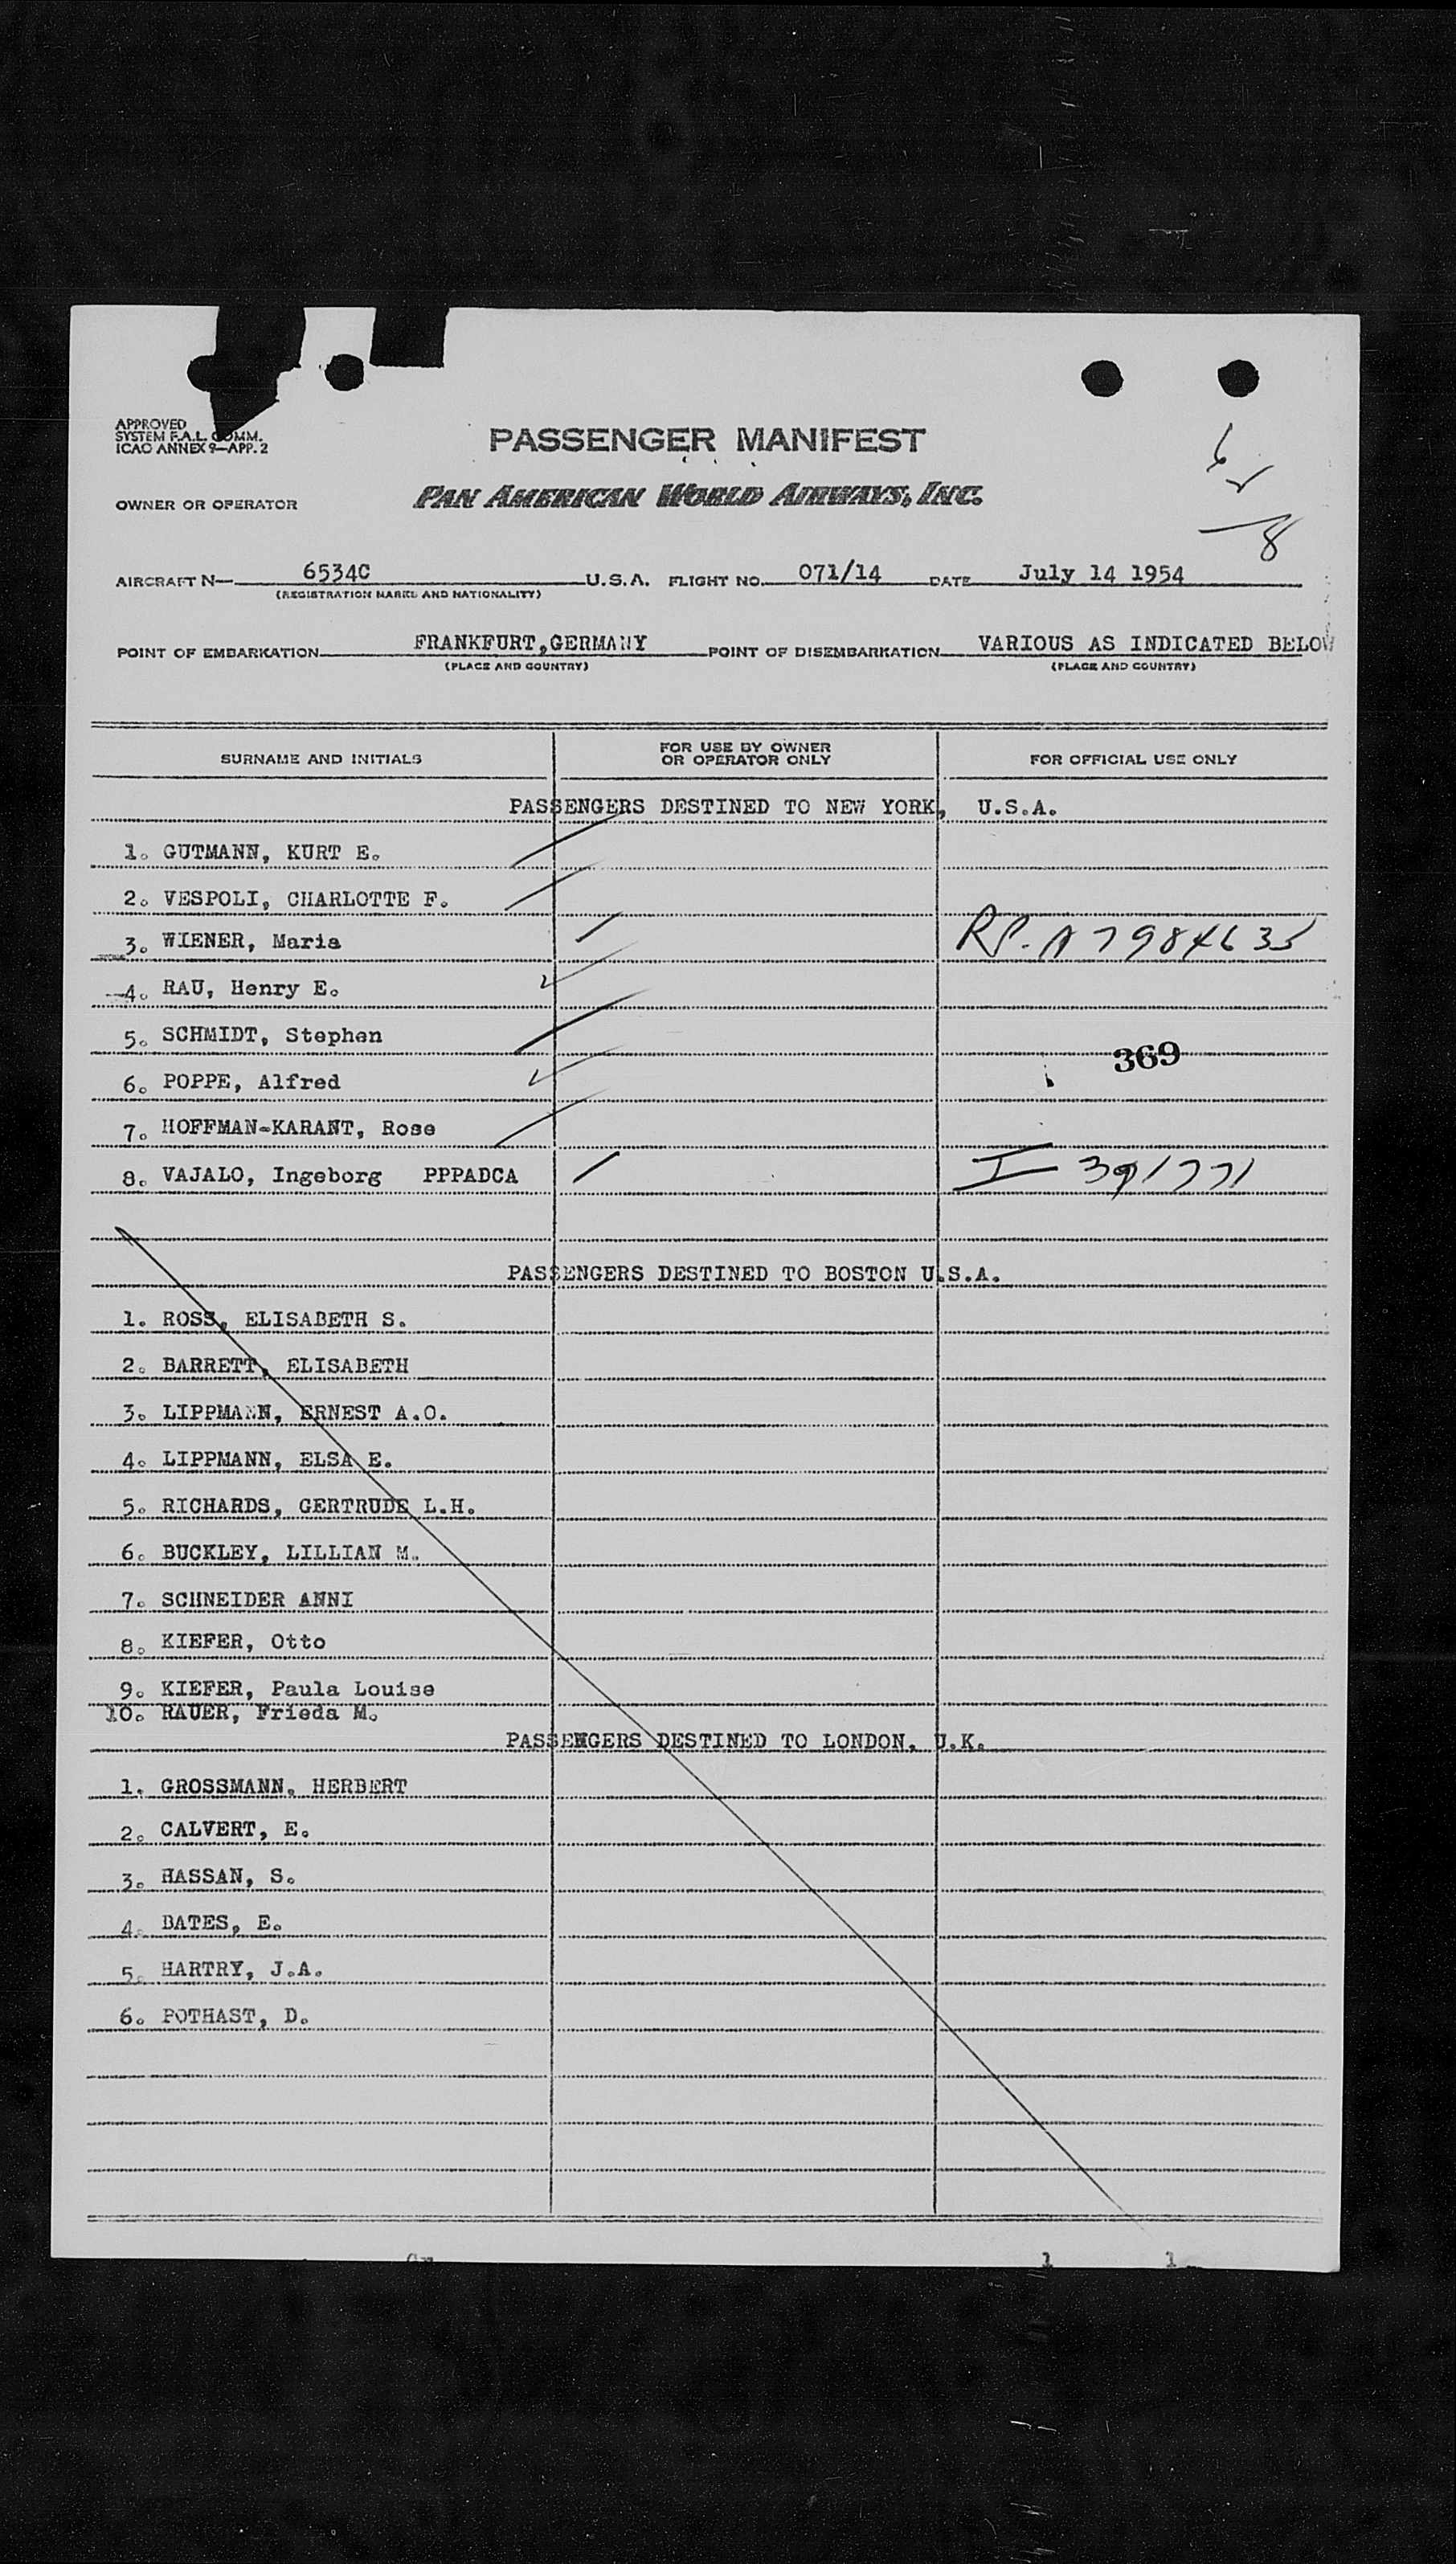 APPROVED
SYSTEM F.A.L. COMM.
ICAO ANNEX 9—APP. 2
PASSENGER MANIFEST
OWNER OR OPERATOR PAN AMERICAN WORLD AIRWAYS, INC.
8
AIRCRAFT N— 6534C U.S.A. FLIGHT NO. 071/14 DATE July 14 1954
(REGISTRATION MARKS AND NATIONALITY)
POINT OF EMBARKATION FRANKFURT,GERMANY POINT OF DISEMBARKATION VARIOUS AS INDICATED BELOW
(PLACE AND COUNTRY) (PLACE AND COUNTRY)
SURNAME AND INITIALS FOR USE BY OWNER OR OPERATOR ONLY FOR OFFICIAL USE ONLY
PASSENGERS DESTINED TO NEW YORK, U.S.A.
1. GUTMANN, KURT E.
2. VESPOLI, CHARLOTTE F.
3. WIENER, Maria
4. RAU, Henry E.
5. SCHMIDT, Stephen
369
6. POPPE, Alfred
7. HOFFMAN-KARANT, Rose
8. VAJALO, Ingeborg PPPADCA I—391771
PASSENGERS DESTINED TO BOSTON U.S.A.
1. ROSS, ELISABETH S.
2. BARRETT, ELISABETH
3. LIPPMANN, ERNEST A.O.
4. LIPPMANN, ELSA E.
5. RICHARDS, GERTRUDE L.H.
6. BUCKLEY, LILLIAN M.
7. SCHNEIDER ANNI
8. KIEFER, Otto
9. KIEFER, Paula Louise
10. RAUER, Frieda M.
PASSENGERS DESTINED TO LONDON, U.K.
1. GROSSMANN, HERBERT
2. CALVERT, E.
3. HASSAN, S.
4. BATES, E.
5. HARTRY, J.A.
6. POTHAST, D.